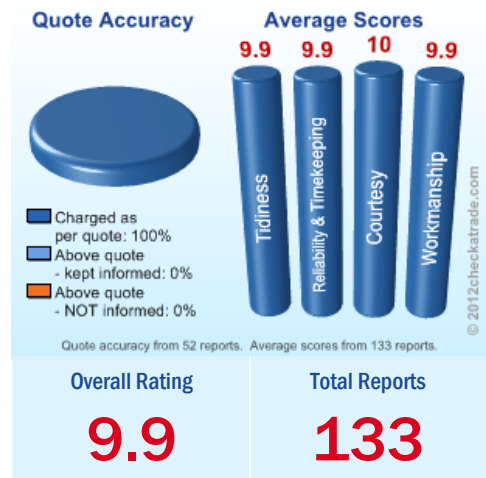 Quote Accuracy
Charged as
per quote: 100%
Above quote
- kept informed: 0%
Above quote
- NOT informed: 0%
Average Scores
9.9 9.9 10 9.9
Tidiness
Reliability & Timekeeping
Courtesy
Workmanship
© 2012checkatrade.com
Quote accuracy from 52 reports. Average scores from 133 reports.
Overall Rating
9.9
Total Reports
133